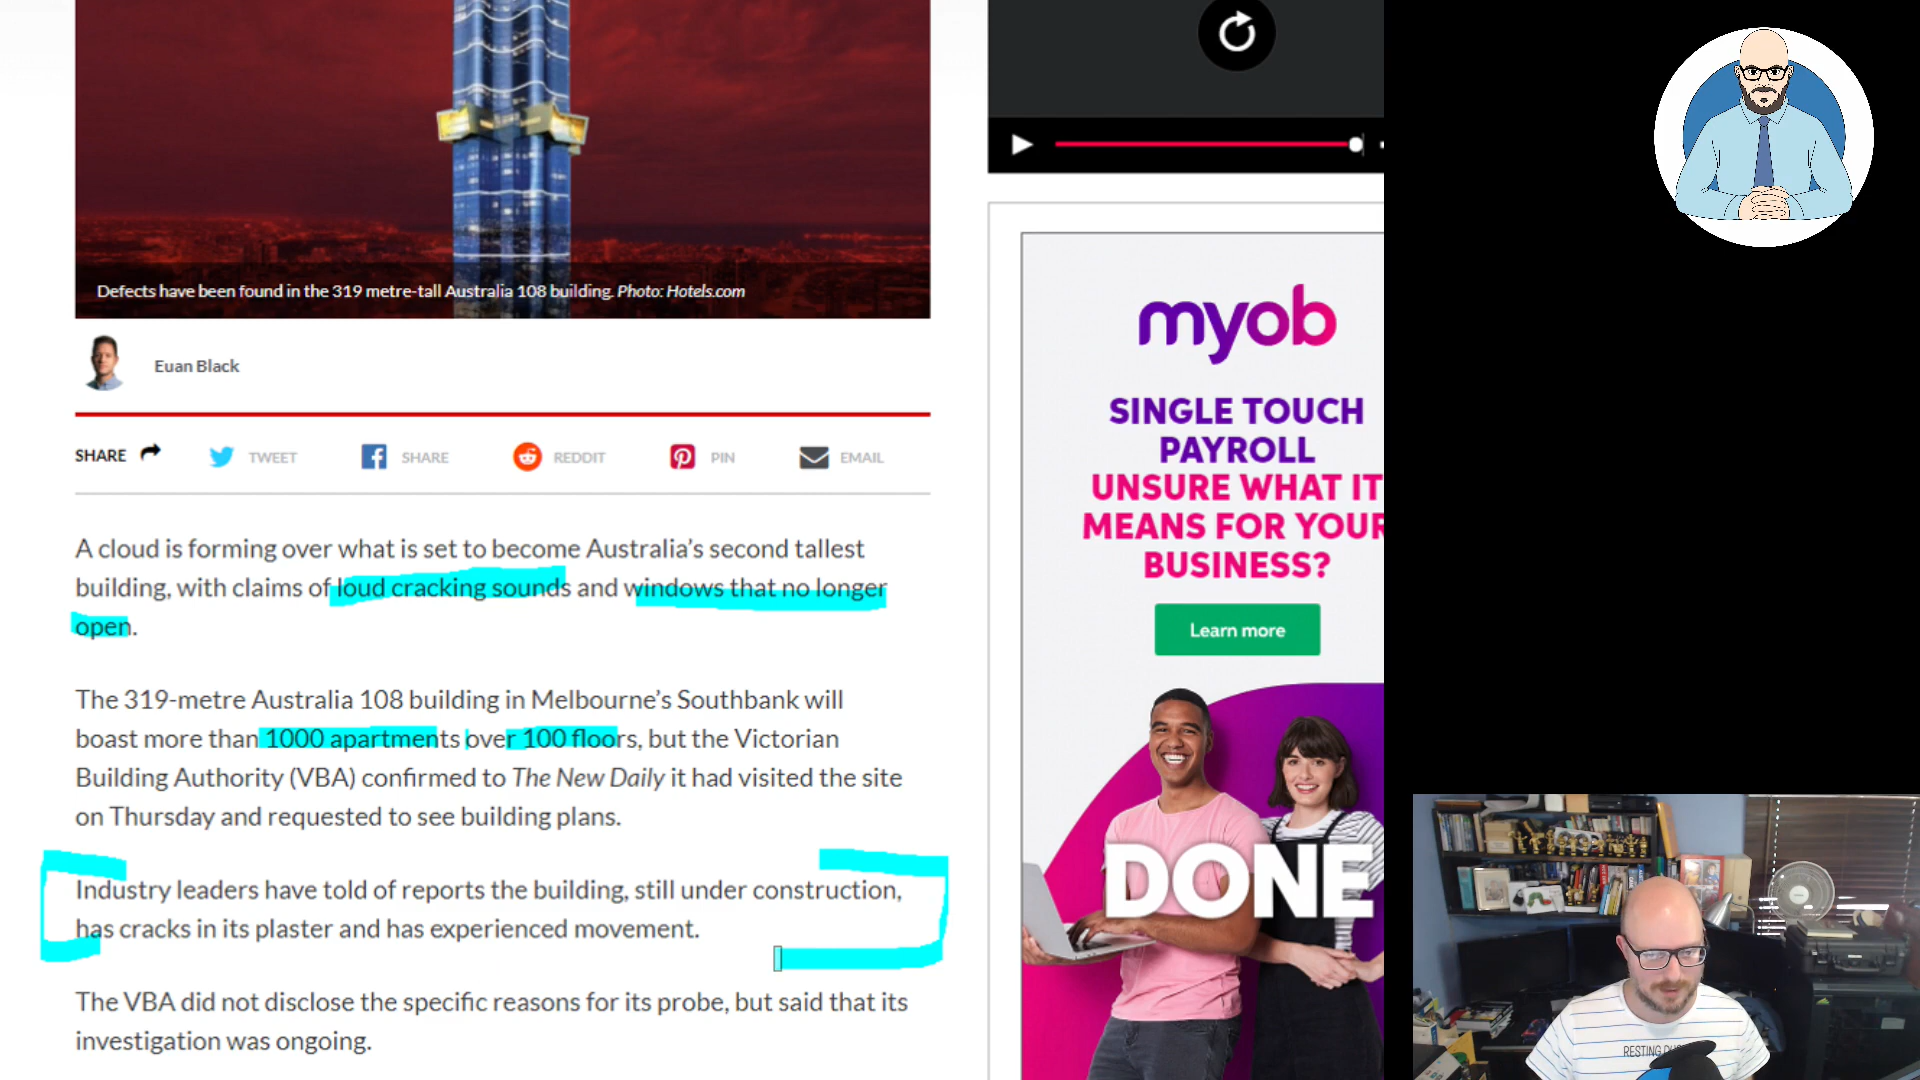 Defects have been found in the 319 metre-tall Australia 108 building. Photo: Hotels.com
Euan Black
SHARE
TWEET
SHARE
REDDIT
PIN
EMAIL
A cloud is forming over what is set to become Australia’s second tallest
building, with claims of loud cracking sounds and windows that no longer
open.
The 319-metre Australia 108 building in Melbourne’s Southbank will
boast more than 1000 apartments over 100 floors, but the Victorian
Building Authority (VBA) confirmed to The New Daily it had visited the site
on Thursday and requested to see building plans.
Industry leaders have told of reports the building, still under construction,
has cracks in its plaster and has experienced movement.
The VBA did not disclose the specific reasons for its probe, but said that its
investigation was ongoing.
myob
SINGLE TOUCH
PAYROLL
UNSURE WHAT IT
MEANS FOR YOUR
BUSINESS?
Learn more
DONE
RESTING